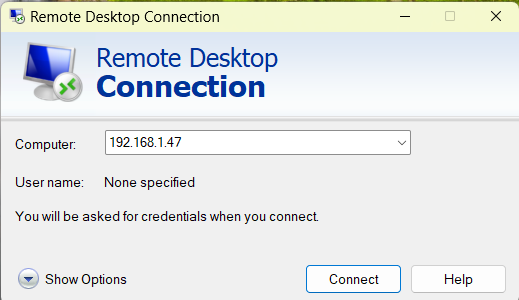 Remote Desktop Connection
Remote Desktop
Connection
Computer: 192.168.1.47
User name: None specified
You will be asked for credentials when you connect.
Show Options Connect Help